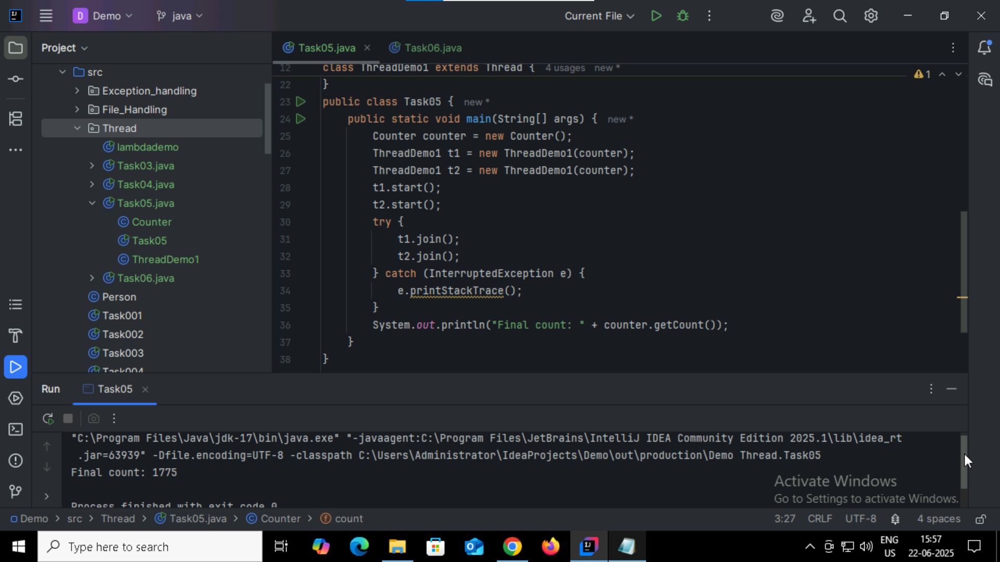 D Demo java Current File
Project
src
Exception_handling
File_Handling
Thread
lambdademo
Task03.java
Task04.java
Task05.java
Counter
Task05
ThreadDemo1
Task06.java
Person
Task001
Task002
Task003
Task004
Task05.java Task06.java
12 class ThreadDemo1 extends Thread { 4 usages new *
1
22 }
23 public class Task05 { new *
24 public static void main(String[] args) { new *
25 Counter counter = new Counter();
26 ThreadDemo1 t1 = new ThreadDemo1(counter);
27 ThreadDemo1 t2 = new ThreadDemo1(counter);
28 t1.start();
29 t2.start();
30 try {
31 t1.join();
32 t2.join();
33 } catch (InterruptedException e) {
34 e.printStackTrace();
35 }
36 System.out.println("Final count: " + counter.getCount());
37 }
38 }
Run Task05
"C:\Program Files\Java\jdk-17\bin\java.exe" "-javaagent:C:\Program Files\JetBrains\IntelliJ IDEA Community Edition 2025.1\lib\idea_rt
.jar=63939" -Dfile.encoding=UTF-8 -classpath C:\Users\Administrator\IdeaProjects\Demo\out\production\Demo Thread.Task05
Final count: 1775
Process finished with exit code 0
Activate Windows
Go to Settings to activate Windows.
Demo > src > Thread > Task05.java > Counter > count 3:27 CRLF UTF-8 4 spaces
Type here to search
ENG
US
15:57
22-06-2025